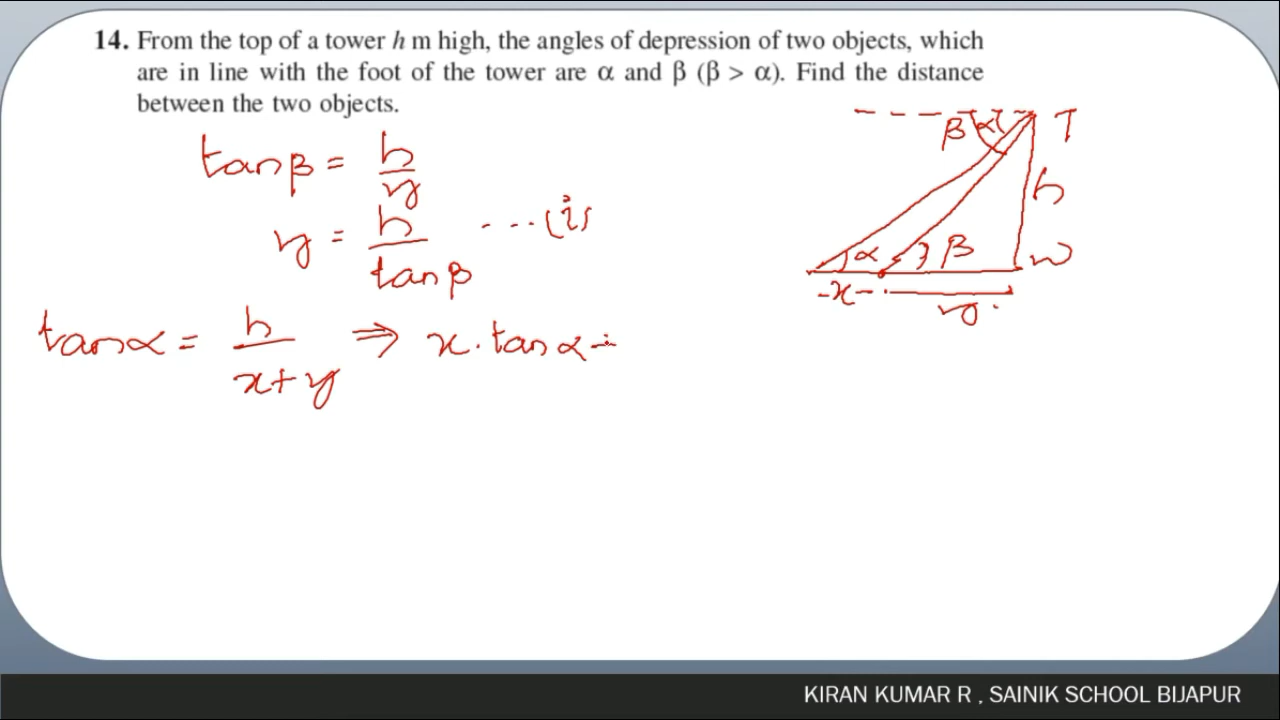 14. From the top of a tower h m high, the angles of depression of two objects, which
are in line with the foot of the tower are α and β (β > α). Find the distance
between the two objects.
tanβ = h/y
y = h/tanβ ---(i)
tanα = h/x+y ⇒ x.tanα +
β α T
h
α β W
-x- y
KIRAN KUMAR R , SAINIK SCHOOL BIJAPUR